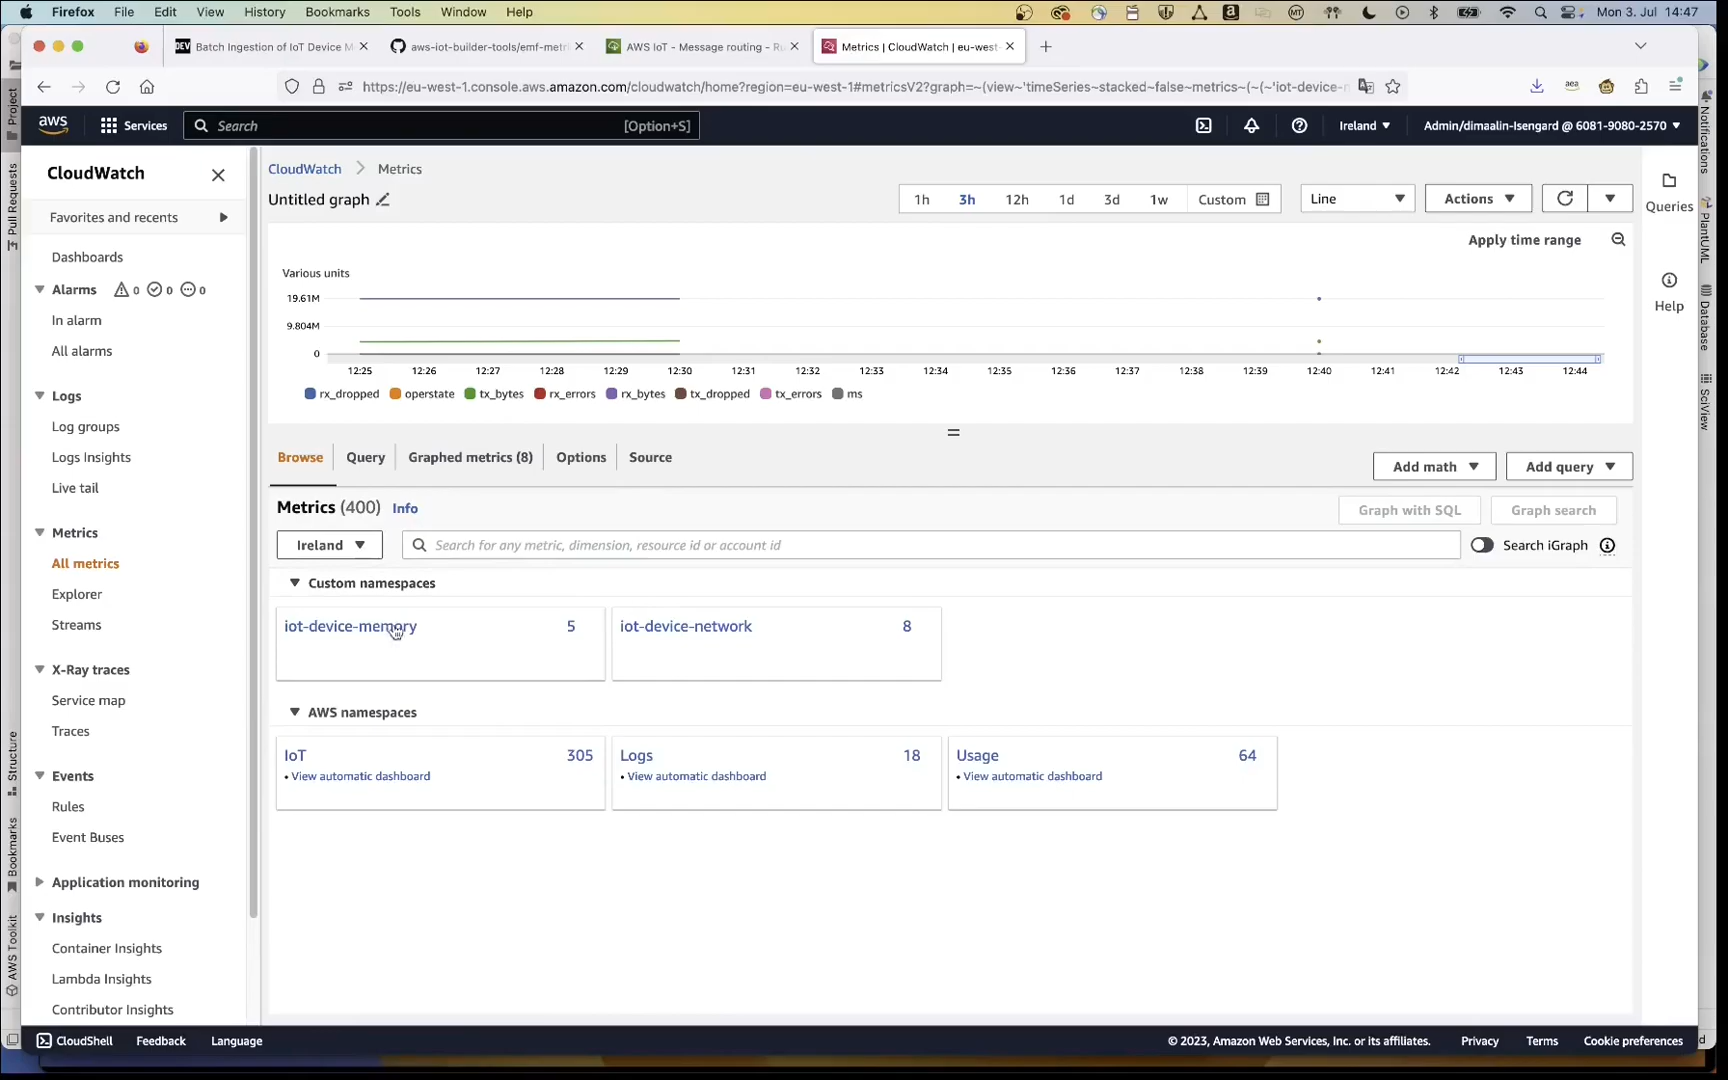 Firefox File Edit View History Bookmarks Tools Window Help Mon 3. Jul 14:47
DEV Batch Ingestion of IoT Device M
aws-iot-builder-tools/emf-metri
AWS IoT - Message routing - Ru
Metrics | CloudWatch | eu-west-
https://eu-west-1.console.aws.amazon.com/cloudwatch/home?region=eu-west-1#metricsV2?graph=~(view~'timeSeries~stacked~false~metrics~(~(~'iot-device-n
aws Services Search [Option+S] Ireland Admin/dimaalin-Isengard @ 6081-9080-2570
CloudWatch
Favorites and recents
Dashboards
Alarms 0 0 0
In alarm
All alarms
Logs
Log groups
Logs Insights
Live tail
Metrics
All metrics
Explorer
Streams
X-Ray traces
Service map
Traces
Events
Rules
Event Buses
Application monitoring
Insights
Container Insights
Lambda Insights
Contributor Insights
CloudWatch Metrics
Untitled graph
1h 3h 12h 1d 3d 1w Custom Line Actions
Apply time range
Various units
19.61M
9.804M
0
12:25 12:26 12:27 12:28 12:29 12:30 12:31 12:32 12:33 12:34 12:35 12:36 12:37 12:38 12:39 12:40 12:41 12:42 12:43 12:44
rx_dropped operstate tx_bytes rx_errors rx_bytes tx_dropped tx_errors ms
Browse Query Graphed metrics (8) Options Source Add math Add query
Metrics (400) Info Graph with SQL Graph search
Ireland Search for any metric, dimension, resource id or account id Search iGraph
Custom namespaces
iot-device-memory 5 iot-device-network 8
AWS namespaces
IoT 305 Logs 18 Usage 64
• View automatic dashboard • View automatic dashboard • View automatic dashboard
Queries
Help
Project
Pull Requests
Structure
Bookmarks
AWS Toolkit
Notifications
PlantUML
Database
SciView
CloudShell Feedback Language © 2023, Amazon Web Services, Inc. or its affiliates. Privacy Terms Cookie preferences